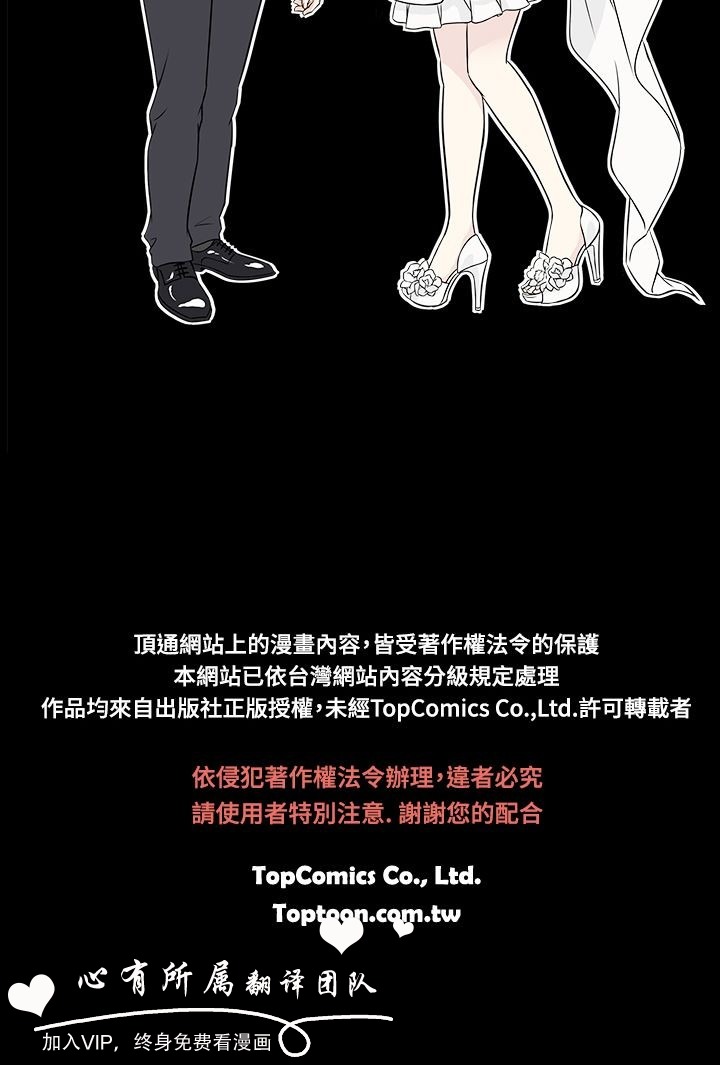 頂通網站上的漫畫內容，皆受著作權法令的保護
本網站已依台灣網站內容分級規定處理
作品均來自出版社正版授權，未經TopComics Co.,Ltd.許可轉載者
依侵犯著作權法令辦理，違者必究
請使用者特別注意. 謝謝您的配合
TopComics Co., Ltd.
Toptoon.com.tw
心有所属翻译团队
加入VIP，终身免费看漫画